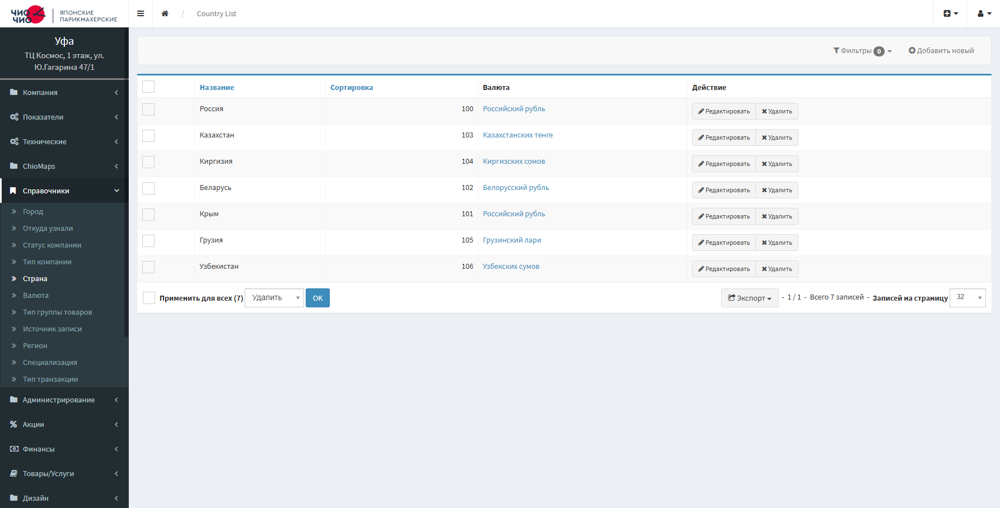 ЧИО
ЧИО
ЯПОНСКИЕ
ПАРИКМАХЕРСКИЕ
/ Country List
Уфа
ТЦ Космос, 1 этаж, ул.
Ю.Гагарина 47/1
Компания
Показатели
Технические
ChioMaps
Справочники
Город
Откуда узнали
Статус компании
Тип компании
Страна
Валюта
Тип группы товаров
Источник записи
Регион
Специализация
Тип транзакции
Администрирование
Акции
Финансы
Товары/Услуги
Дизайн
Фильтры 0 Добавить новый
Название Сортировка Валюта Действие
Россия 100 Российский рубль Редактировать Удалить
Казахстан 103 Казахстанских тенге Редактировать Удалить
Киргизия 104 Киргизских сомов Редактировать Удалить
Беларусь 102 Белорусский рубль Редактировать Удалить
Крым 101 Российский рубль Редактировать Удалить
Грузия 105 Грузинский лари Редактировать Удалить
Узбекистан 106 Узбекских сумов Редактировать Удалить
Применить для всех (7) Удалить OK Экспорт - 1 / 1 - Всего 7 записей - Записей на страницу 32